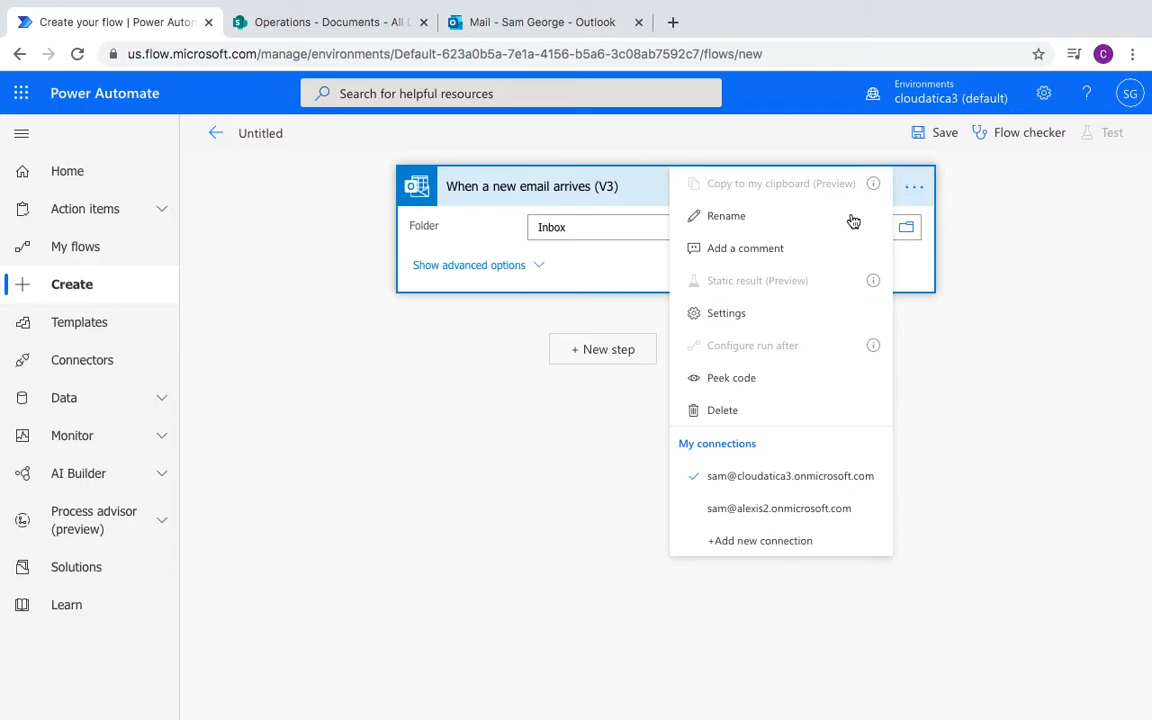 Create your flow | Power Autom
Operations - Documents - All D
Mail - Sam George - Outlook
us.flow.microsoft.com/manage/environments/Default-623a0b5a-7e1a-4156-b5a6-3c08ab7592c7/flows/new
C
Power Automate
Search for helpful resources
Environments
cloudatica3 (default)
?
SG
Untitled
Save
Flow checker
Test
Home
Action items
My flows
Create
Templates
Connectors
Data
Monitor
AI Builder
Process advisor
(preview)
Solutions
Learn
When a new email arrives (V3)
Folder
Inbox
Show advanced options
+ New step
Copy to my clipboard (Preview)
Rename
Add a comment
Static result (Preview)
Settings
Configure run after
Peek code
Delete
My connections
sam@cloudatica3.onmicrosoft.com
sam@alexis2.onmicrosoft.com
+Add new connection